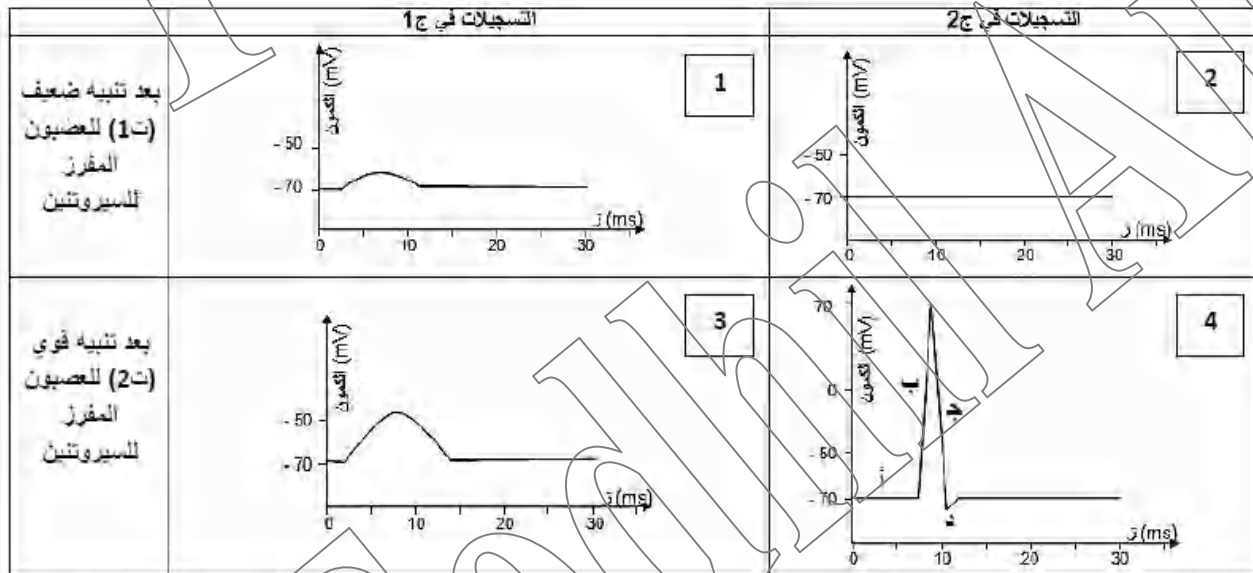 التسجيلات في ج1
التسجيلات في ج2
بعد تنبيه ضعيف
(ت1) للعصبون
المفرز
للسيروتنين
الكمون (mV)
1
- 50
- 70
ز (ms)
0 10 20 30
الكمون (mV)
2
- 50
- 70
ز (ms)
0 10 20 30
بعد تنبيه قوي
(ت2) للعصبون
المفرز
للسيروتنين
الكمون (mV)
3
- 50
- 70
ز (ms)
0 10 20 30
الكمون (mV)
4
70
0
- 50
- 70
أ
ب
ج
د
ز (ms)
0 10 20 30